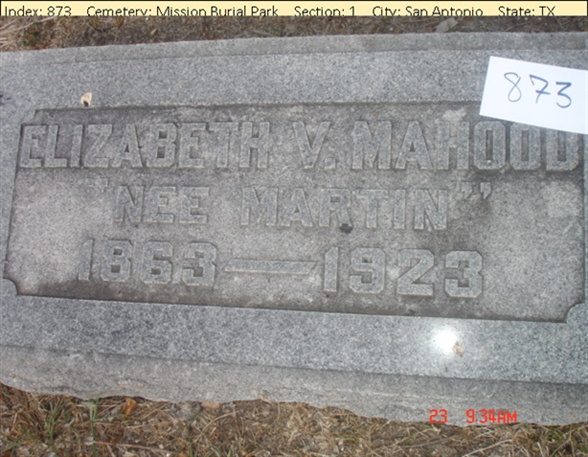 Index: 873 Cemetery: Mission Burial Park Section: 1 City: San Antonio State: TX
873
ELIZABETH V. MAHOOD
"NEE MARTIN"
1863 — 1923
23 9:34AM